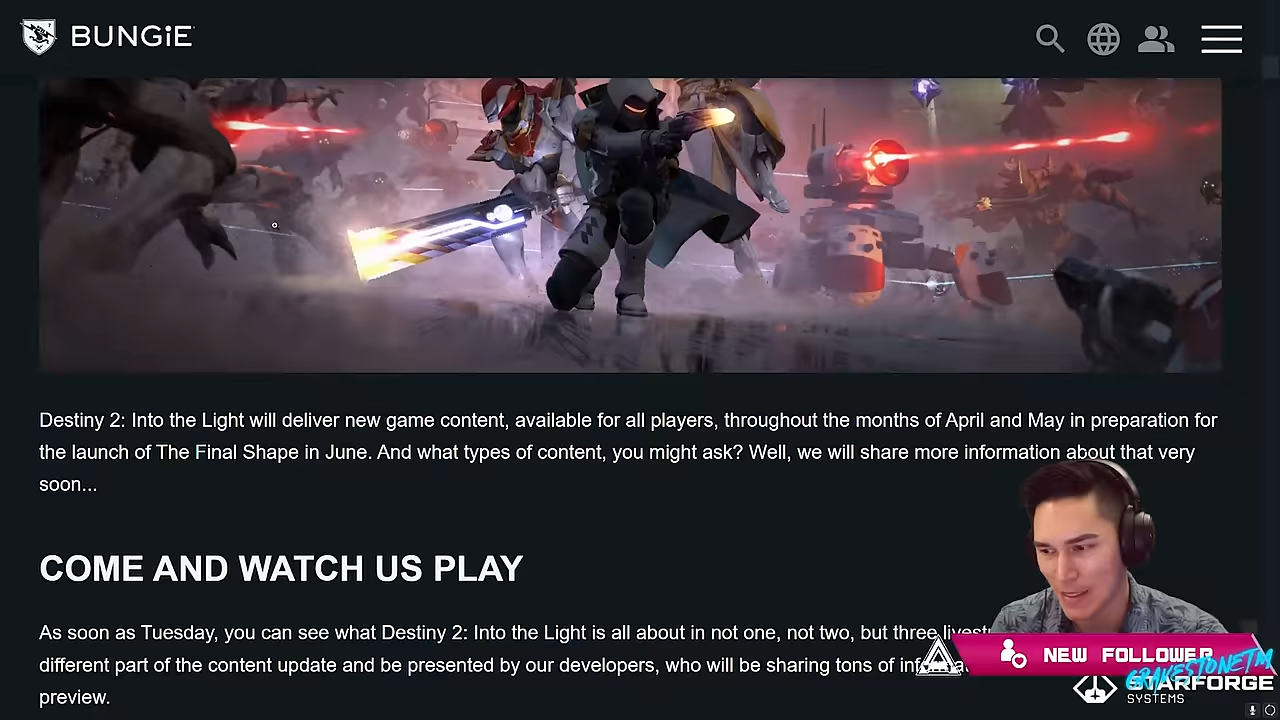 BUNGiE
Destiny 2: Into the Light will deliver new game content, available for all players, throughout the months of April and May in preparation for
the launch of The Final Shape in June. And what types of content, you might ask? Well, we will share more information about that very
soon...
COME AND WATCH US PLAY
As soon as Tuesday, you can see what Destiny 2: Into the Light is all about in not one, not two, but three
different part of the content update and be presented by our developers, who will be sharing tons of
preview.
NEW FOLLOWER
GRAVESTONETM
STARFORGE
SYSTEMS